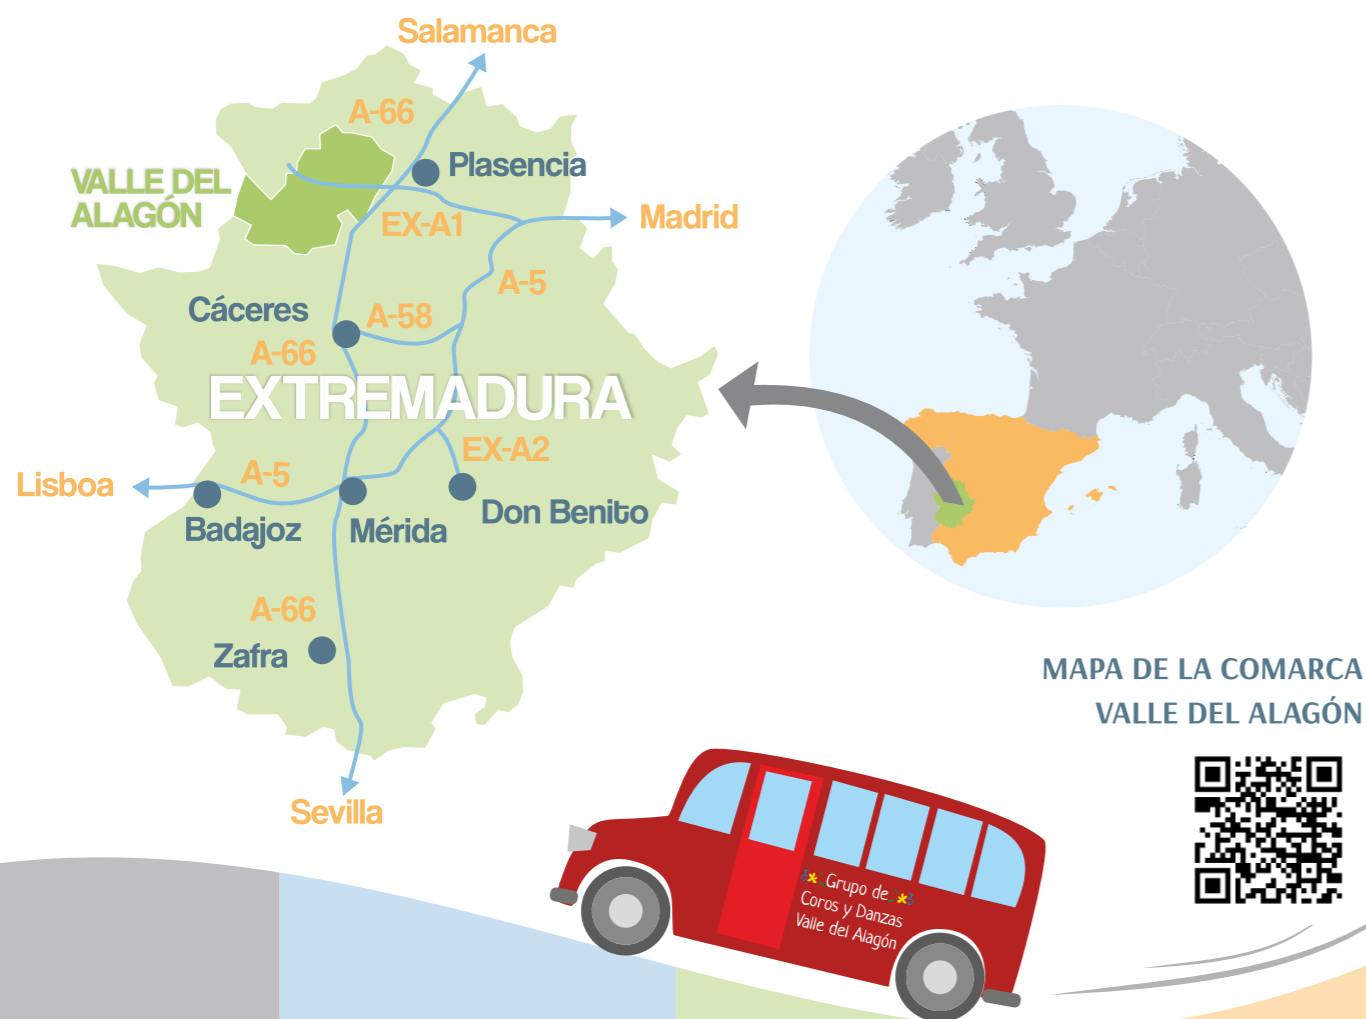 Salamanca
A-66
Plasencia
VALLE DEL
ALAGÓN
EX-A1
Madrid
A-5
Cáceres
A-58
A-66
EXTREMADURA
EX-A2
A-5
Lisboa
Badajoz
Mérida
Don Benito
A-66
Zafra
Sevilla
MAPA DE LA COMARCA
VALLE DEL ALAGÓN
Grupo de
Coros y Danzas
Valle del Alagón